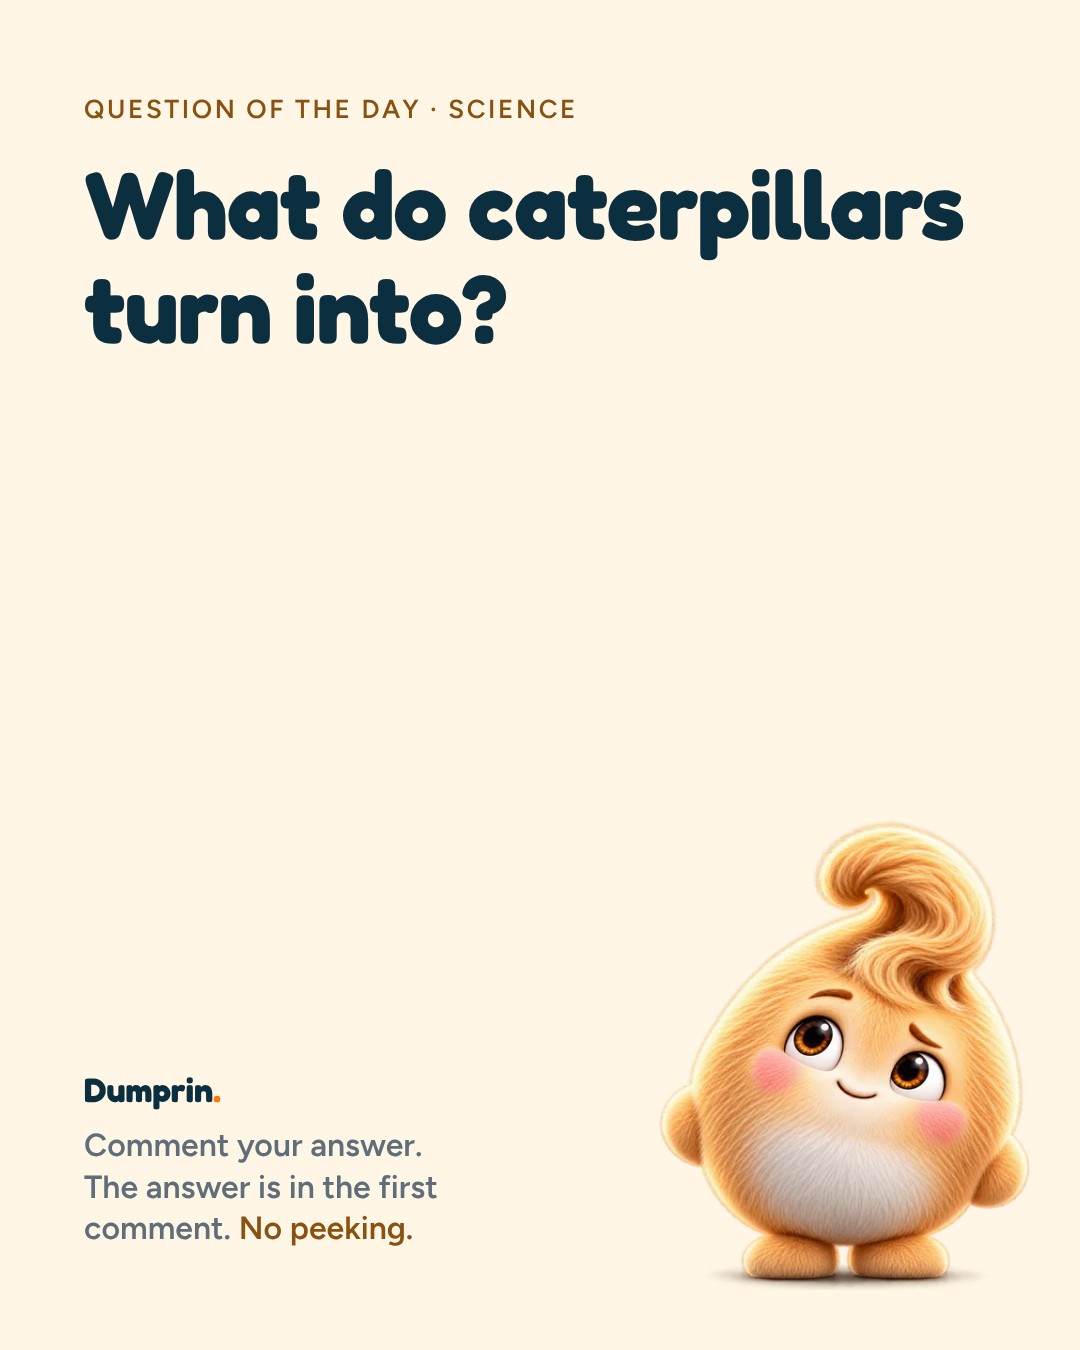 QUESTION OF THE DAY · SCIENCE
What do caterpillars
turn into?
Dumprin.
Comment your answer.
The answer is in the first
comment. No peeking.